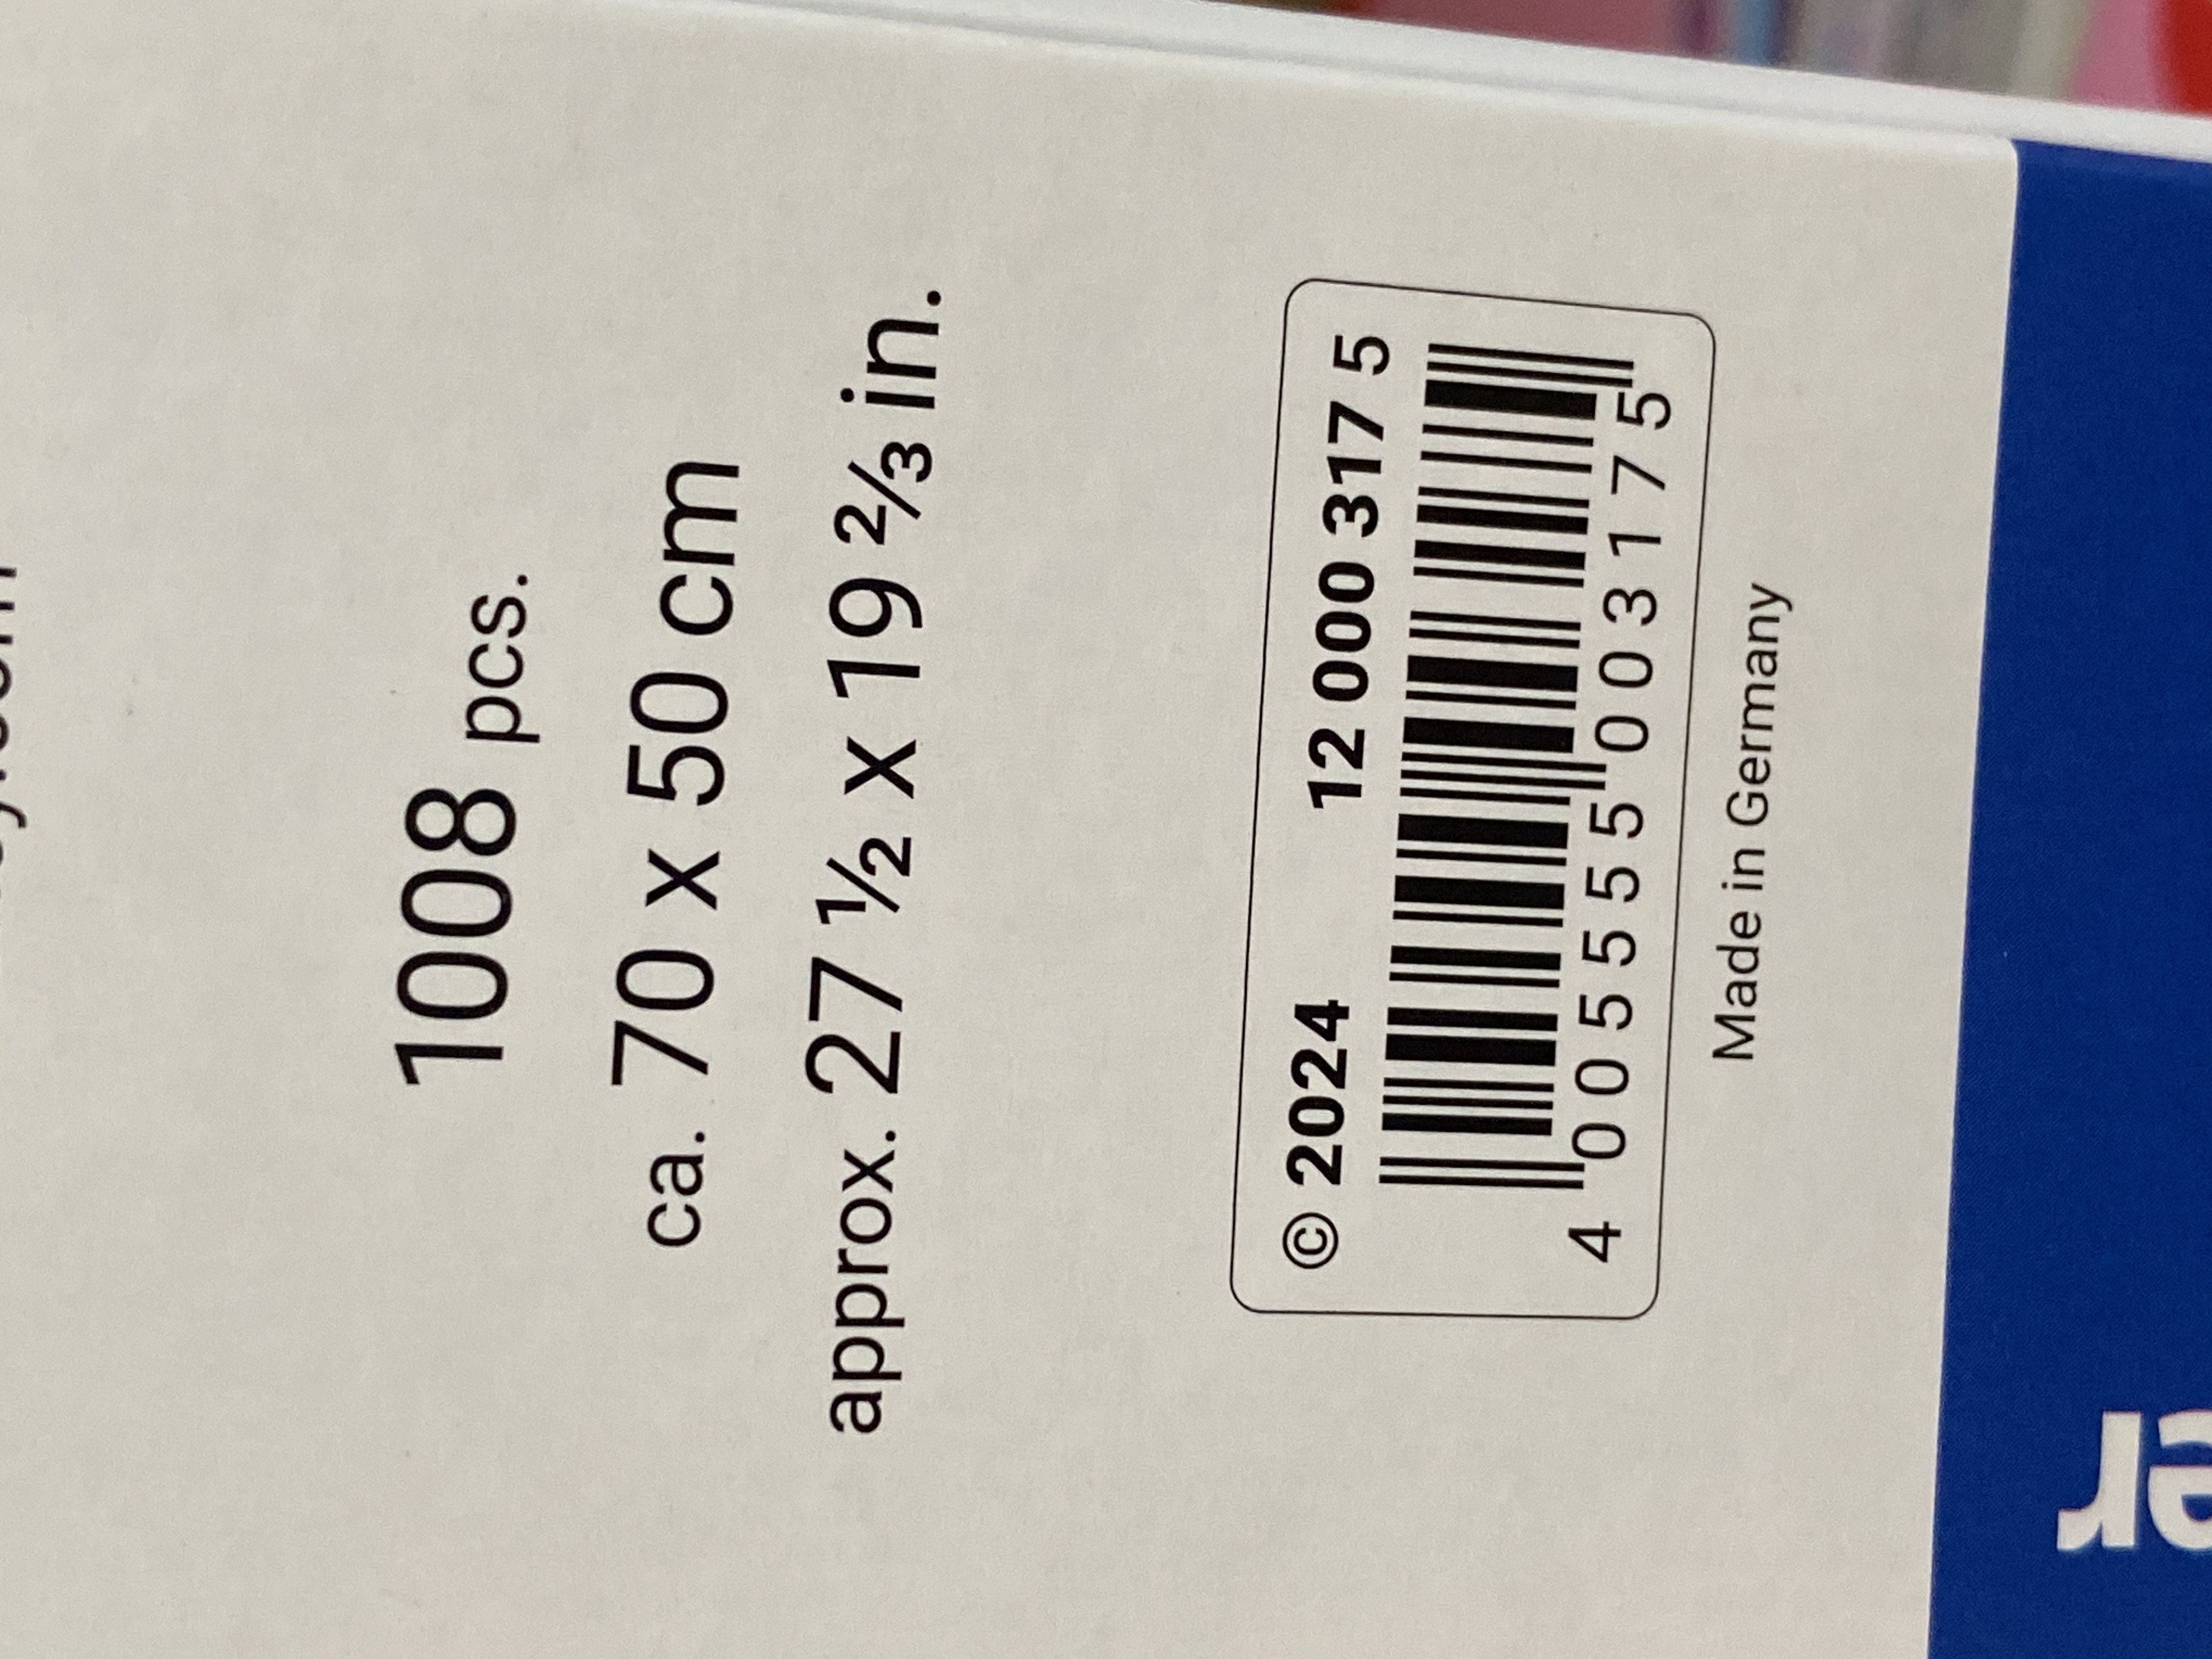 1008 pcs.
ca. 70 x 50 cm
approx. 27 ½ x 19 ⅔ in.
© 2024 12 000 317 5
4 005555 003175
Made in Germany